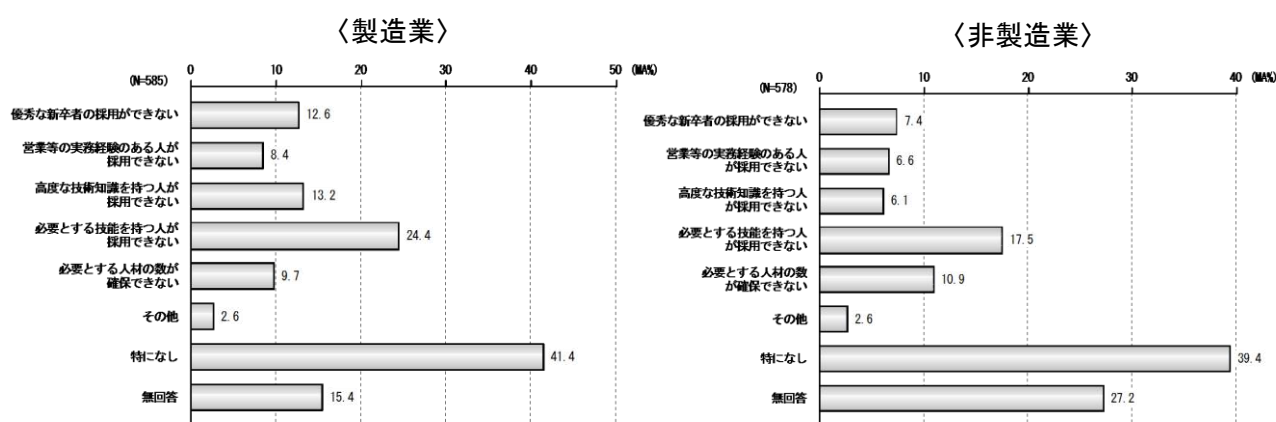 〈製造業〉
(N=585)
0 10 20 30 40 50 (MA%)
優秀な新卒者の採用ができない 12.6
営業等の実務経験のある人が
採用できない 8.4
高度な技術知識を持つ人が
採用できない 13.2
必要とする技能を持つ人が
採用できない 24.4
必要とする人材の数が
確保できない 9.7
その他 2.6
特になし 41.4
無回答 15.4
〈非製造業〉
(N=578)
0 10 20 30 40 (MA%)
優秀な新卒者の採用ができない 7.4
営業等の実務経験のある人
が採用できない 6.6
高度な技術知識を持つ人
が採用できない 6.1
必要とする技能を持つ人
が採用できない 17.5
必要とする人材の数
が確保できない 10.9
その他 2.6
特になし 39.4
無回答 27.2